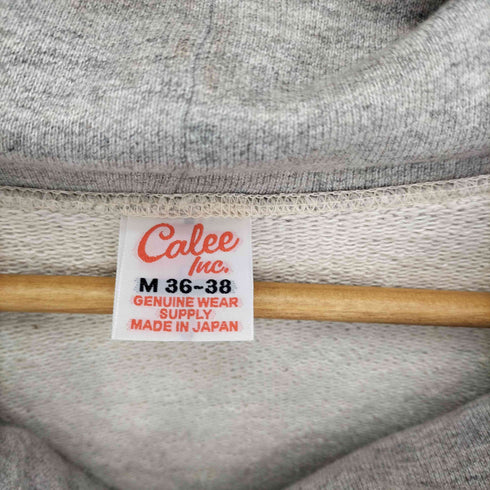 Calee
Inc.
M 36-38
GENUINE WEAR
SUPPLY
MADE IN JAPAN